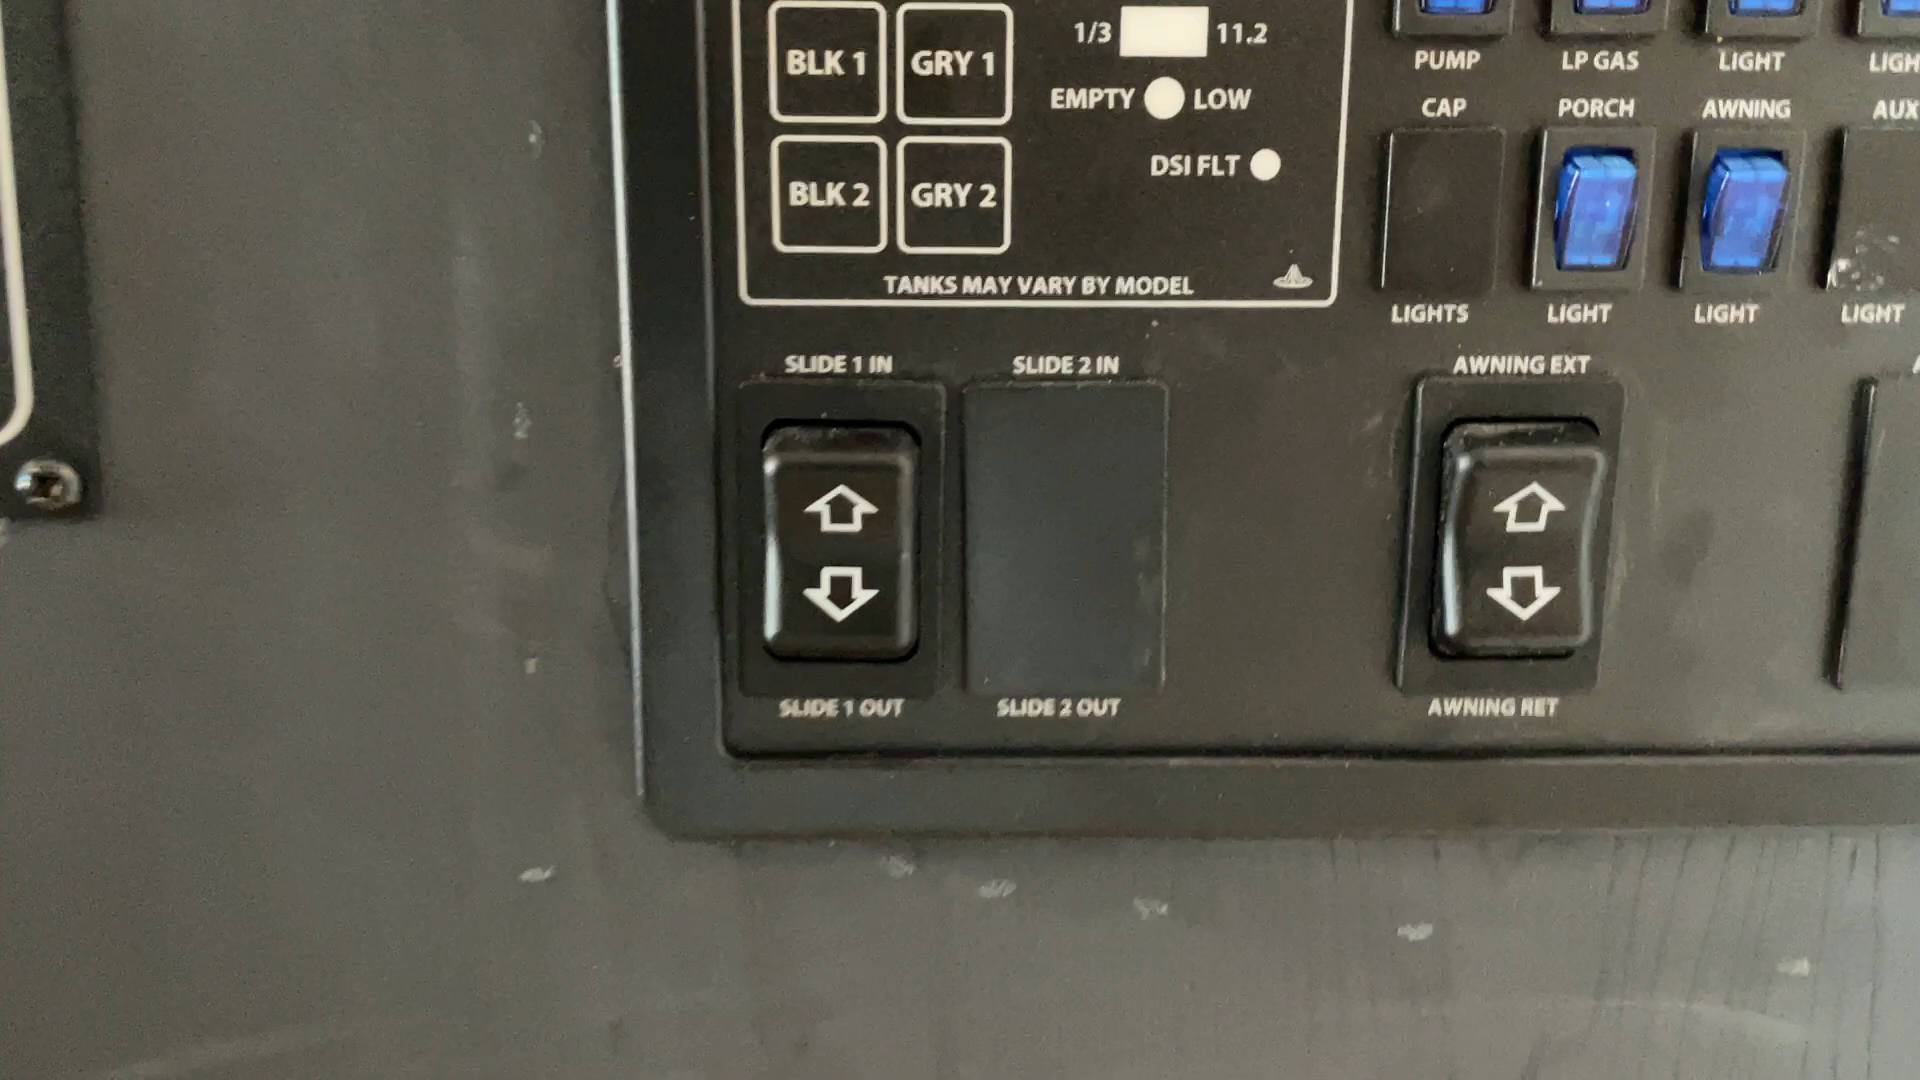 BLK 1 GRY 1 1/3 11.2
EMPTY LOW
DSI FLT
BLK 2 GRY 2
TANKS MAY VARY BY MODEL
PUMP LP GAS LIGHT LIGH
CAP PORCH AWNING AUX
LIGHTS LIGHT LIGHT LIGHT
SLIDE 1 IN SLIDE 2 IN AWNING EXT
SLIDE 1 OUT SLIDE 2 OUT AWNING RET